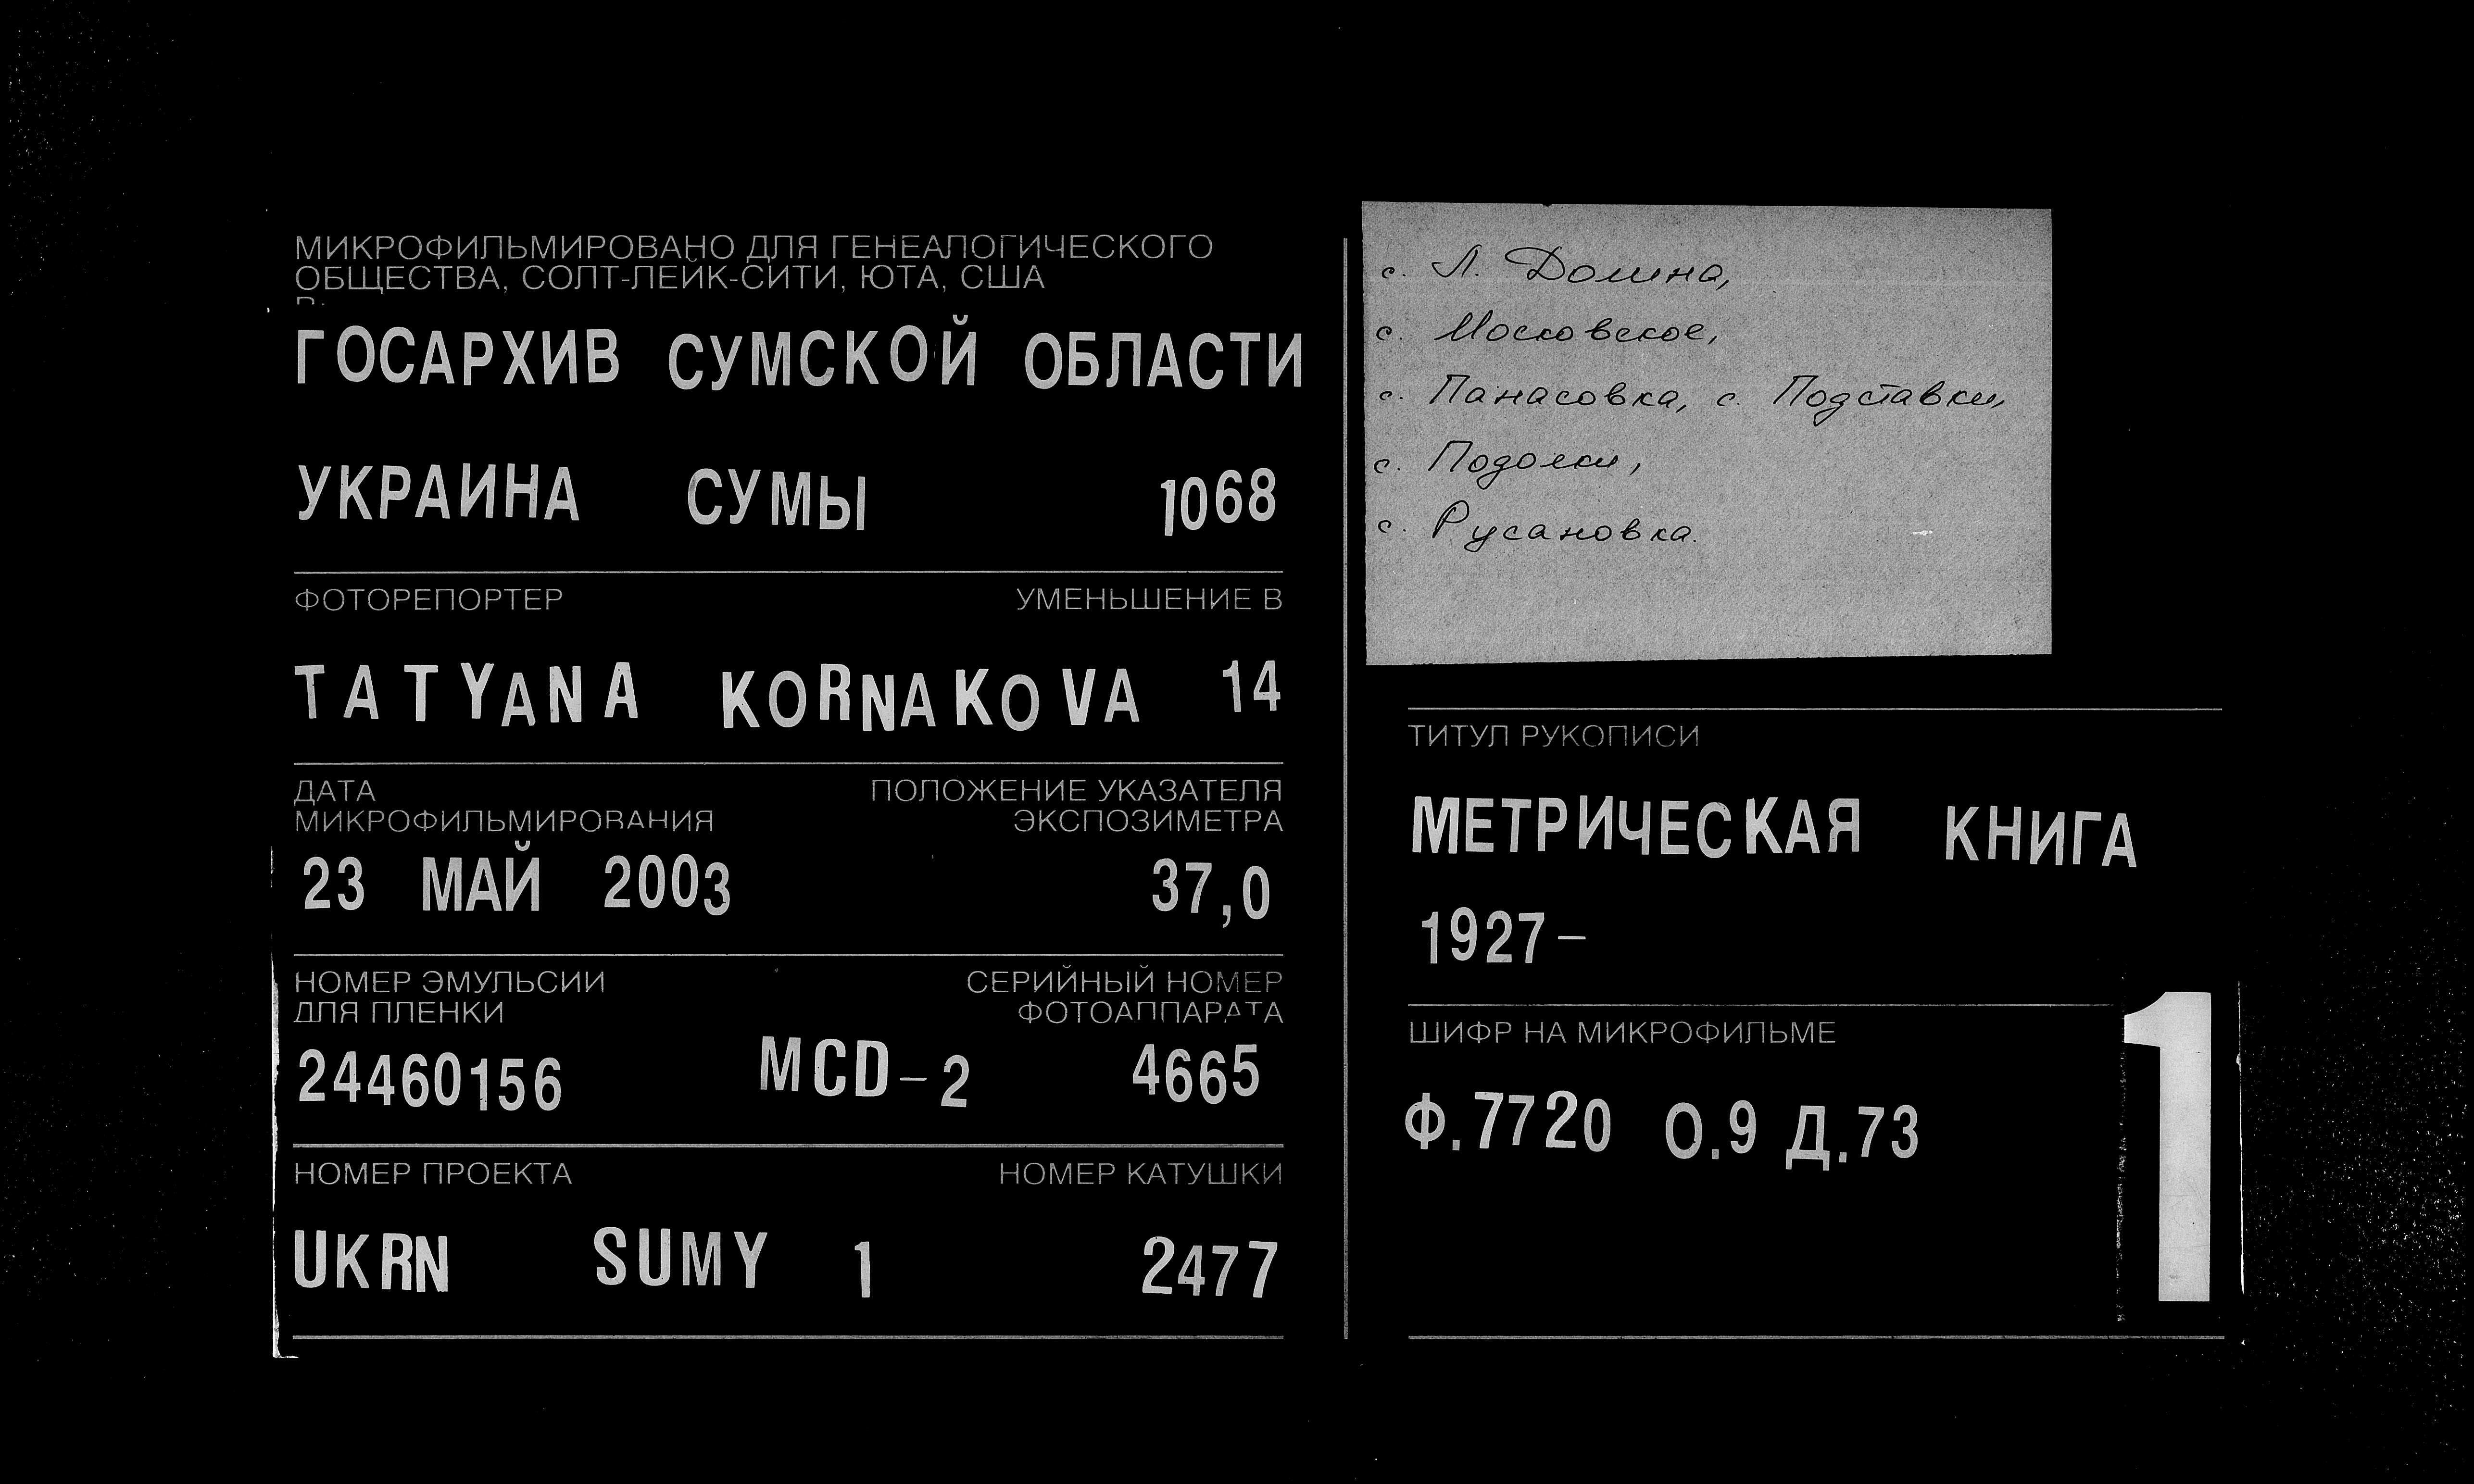 МИКРОФИЛЬМИРОВАНО ДЛЯ ГЕНЕАЛОГИЧЕСКОГО
ОБЩЕСТВА, СОЛТ-ЛЕЙК-СИТИ, ЮТА, США
ГОСАРХИВ СУМСКОЙ ОБЛАСТИ
УКРАИНА СУМЫ 1068
ФОТОРЕПОРТЕР УМЕНЬШЕНИЕ В
TATYANA KORNAKOVA 14
ДАТА ПОЛОЖЕНИЕ УКАЗАТЕЛЯ
МИКРОФИЛЬМИРОВАНИЯ ЭКСПОЗИМЕТРА
23 МАЙ 2003 37,0
НОМЕР ЭМУЛЬСИИ СЕРИЙНЫЙ НОМЕР
ДЛЯ ПЛЕНКИ ФОТОАППАРАТА
24460156 MCD-2 4665
НОМЕР ПРОЕКТА НОМЕР КАТУШКИ
UKRN SUMY 1 2477
с. Л. Долина,
с. Московское,
с. Панасовка, с. Подставки,
с. Подолки,
с. Русановка.
ТИТУЛ РУКОПИСИ
МЕТРИЧЕСКАЯ КНИГА
1927-
ШИФР НА МИКРОФИЛЬМЕ
Ф.7720 О.9 Д.73
1